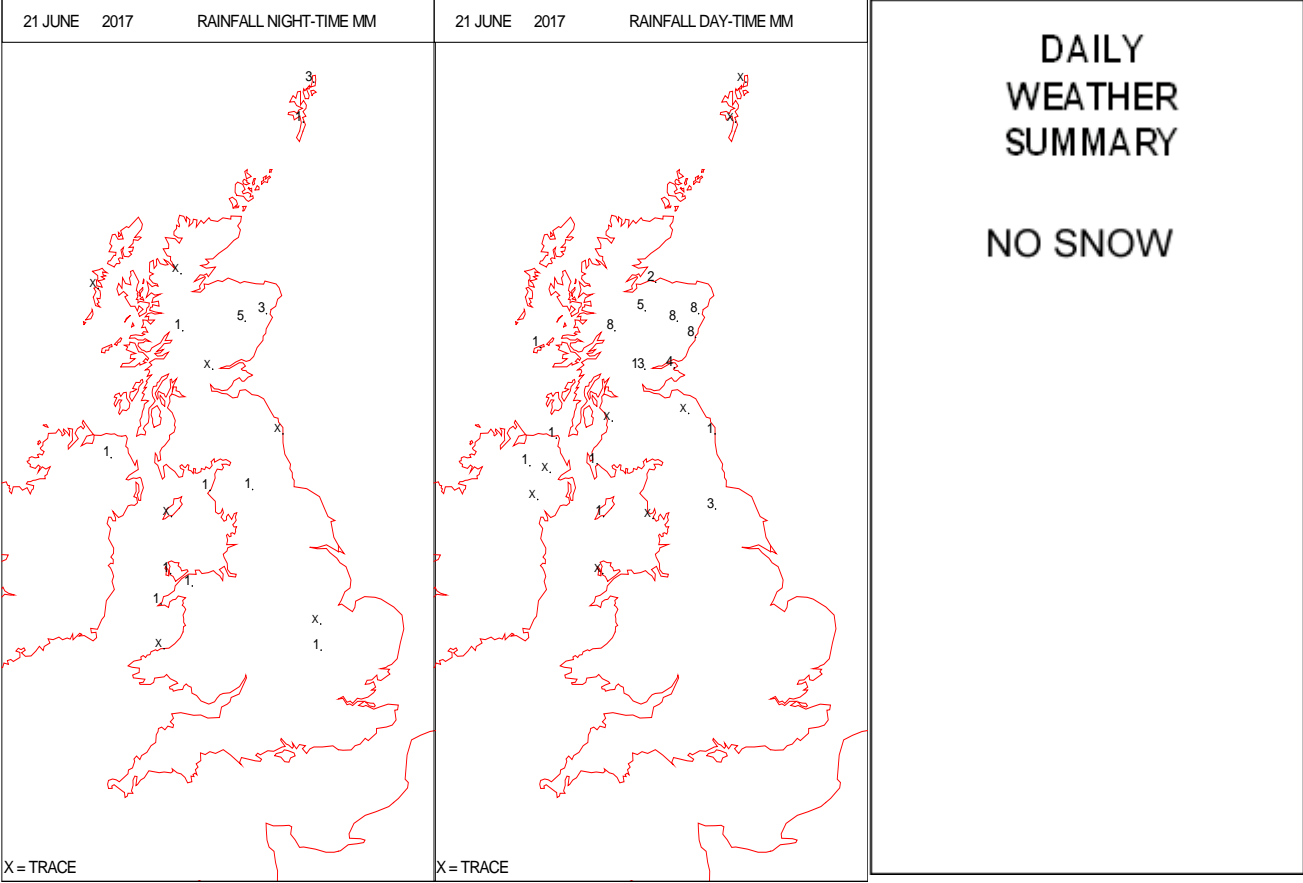 21 JUNE 2017 RAINFALL NIGHT-TIME MM
3
1
X
X
3
5
1
X
X
1
1
1
X
1
1
1
X
X
1
X = TRACE
21 JUNE 2017 RAINFALL DAY-TIME MM
X
X
2
5
8
8
8
8
1
13
4
X
X
1
1
1
1
X
X
3
1
X
X
X = TRACE
DAILY
WEATHER
SUMMARY
NO SNOW